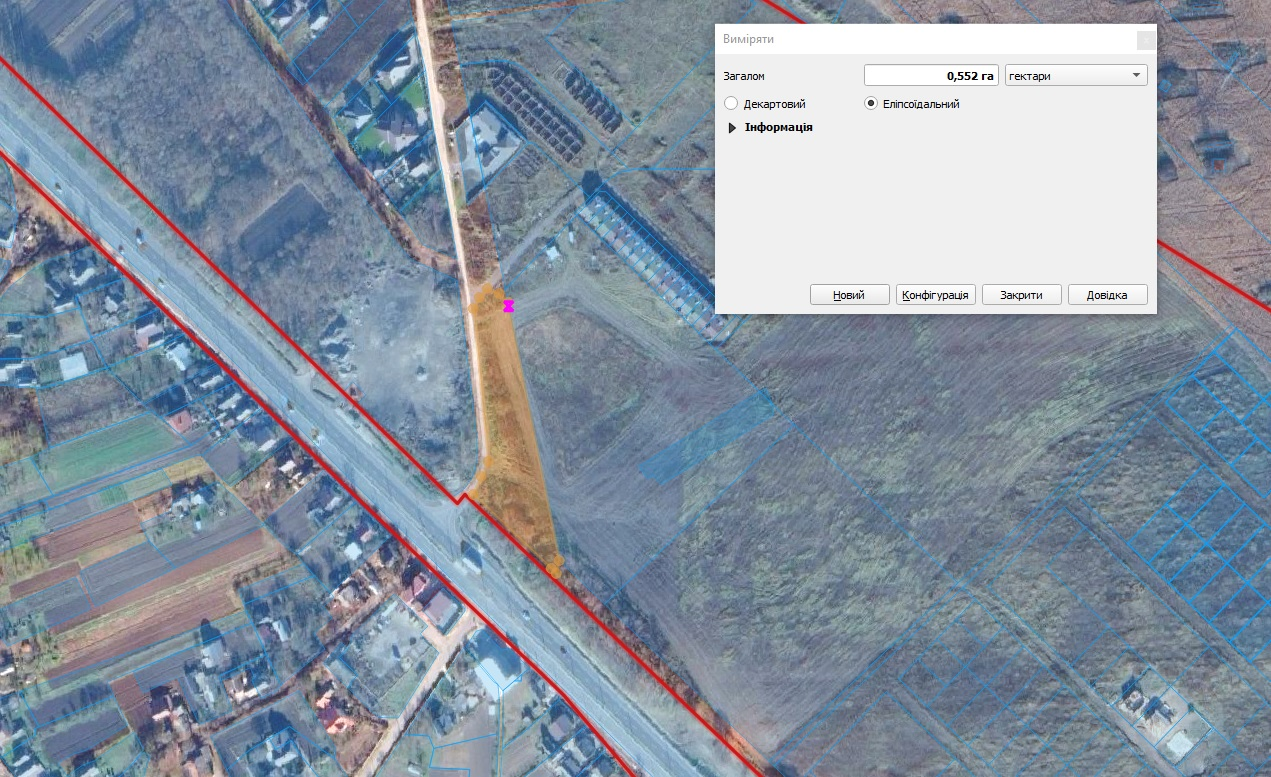 Виміряти
Загалом 0,552 га гектари
Декартовий Еліпсоїдальний
Інформація
Новий Конфігурація Закрити Довідка